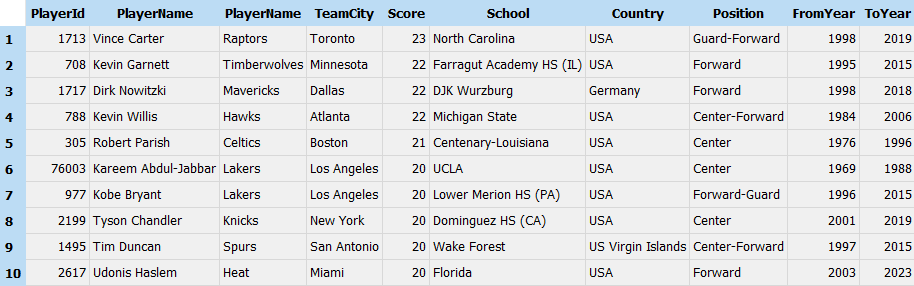 PlayerId PlayerName PlayerName TeamCity Score School Country Position FromYear ToYear
1 1713 Vince Carter Raptors Toronto 23 North Carolina USA Guard-Forward 1998 2019
2 708 Kevin Garnett Timberwolves Minnesota 22 Farragut Academy HS (IL) USA Forward 1995 2015
3 1717 Dirk Nowitzki Mavericks Dallas 22 DJK Wurzburg Germany Forward 1998 2018
4 788 Kevin Willis Hawks Atlanta 22 Michigan State USA Center-Forward 1984 2006
5 305 Robert Parish Celtics Boston 21 Centenary-Louisiana USA Center 1976 1996
6 76003 Kareem Abdul-Jabbar Lakers Los Angeles 20 UCLA USA Center 1969 1988
7 977 Kobe Bryant Lakers Los Angeles 20 Lower Merion HS (PA) USA Forward-Guard 1996 2015
8 2199 Tyson Chandler Knicks New York 20 Dominguez HS (CA) USA Center 2001 2019
9 1495 Tim Duncan Spurs San Antonio 20 Wake Forest US Virgin Islands Center-Forward 1997 2015
10 2617 Udonis Haslem Heat Miami 20 Florida USA Forward 2003 2023